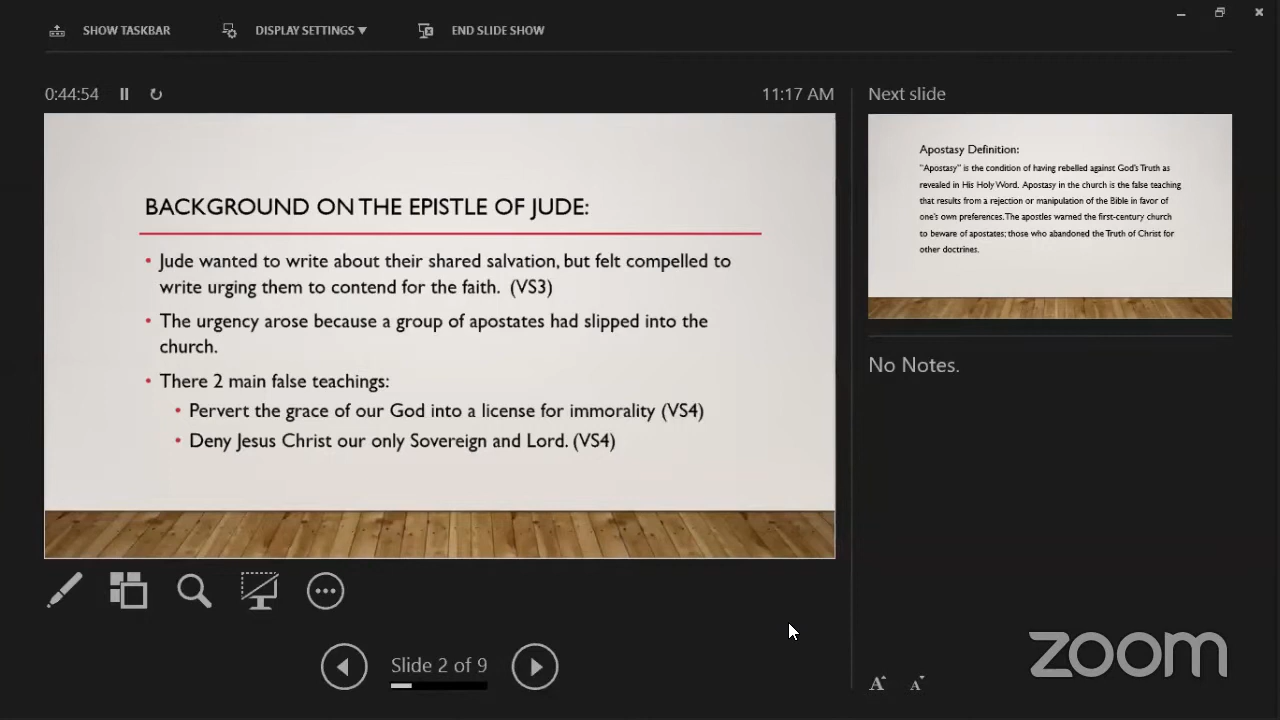 SHOW TASKBAR
DISPLAY SETTINGS ▼
END SLIDE SHOW
0:44:54
11:17 AM
BACKGROUND ON THE EPISTLE OF JUDE:
• Jude wanted to write about their shared salvation, but felt compelled to
write urging them to contend for the faith. (VS3)
• The urgency arose because a group of apostates had slipped into the
church.
• There 2 main false teachings:
• Pervert the grace of our God into a license for immorality (VS4)
• Deny Jesus Christ our only Sovereign and Lord. (VS4)
Slide 2 of 9
Next slide
Apostasy Definition:
"Apostasy" is the condition of having rebelled against God's Truth as
revealed in His Holy Word. Apostasy in the church is the false teaching
that results from a rejection or manipulation of the Bible in favor of
one's own preferences. The apostles warned the first-century church
to beware of apostates; those who abandoned the Truth of Christ for
other doctrines.
No Notes.
A A
zoom